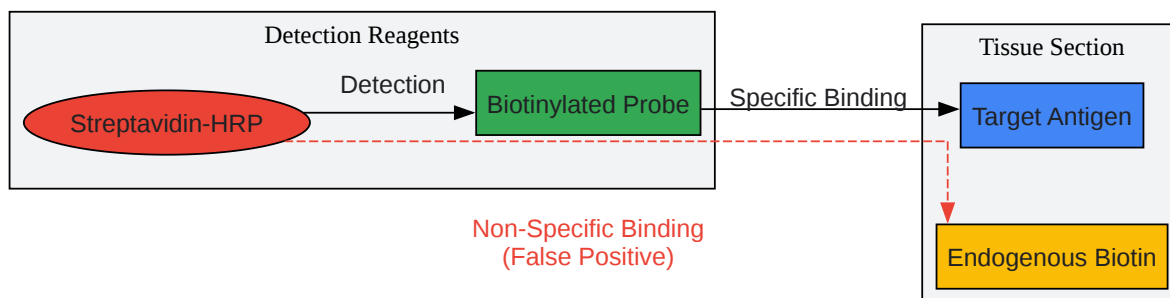 Detection Reagents
Tissue Section
Detection
Streptavidin-HRP
Biotinylated Probe
Specific Binding
Target Antigen
Non-Specific Binding
(False Positive)
Endogenous Biotin